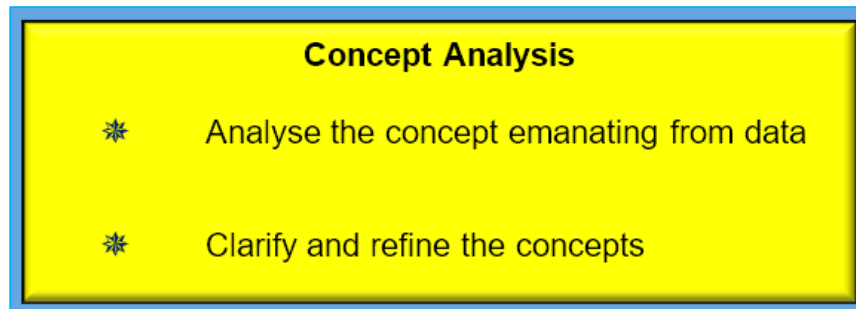 Concept Analysis
Analyse the concept emanating from data
Clarify and refine the concepts